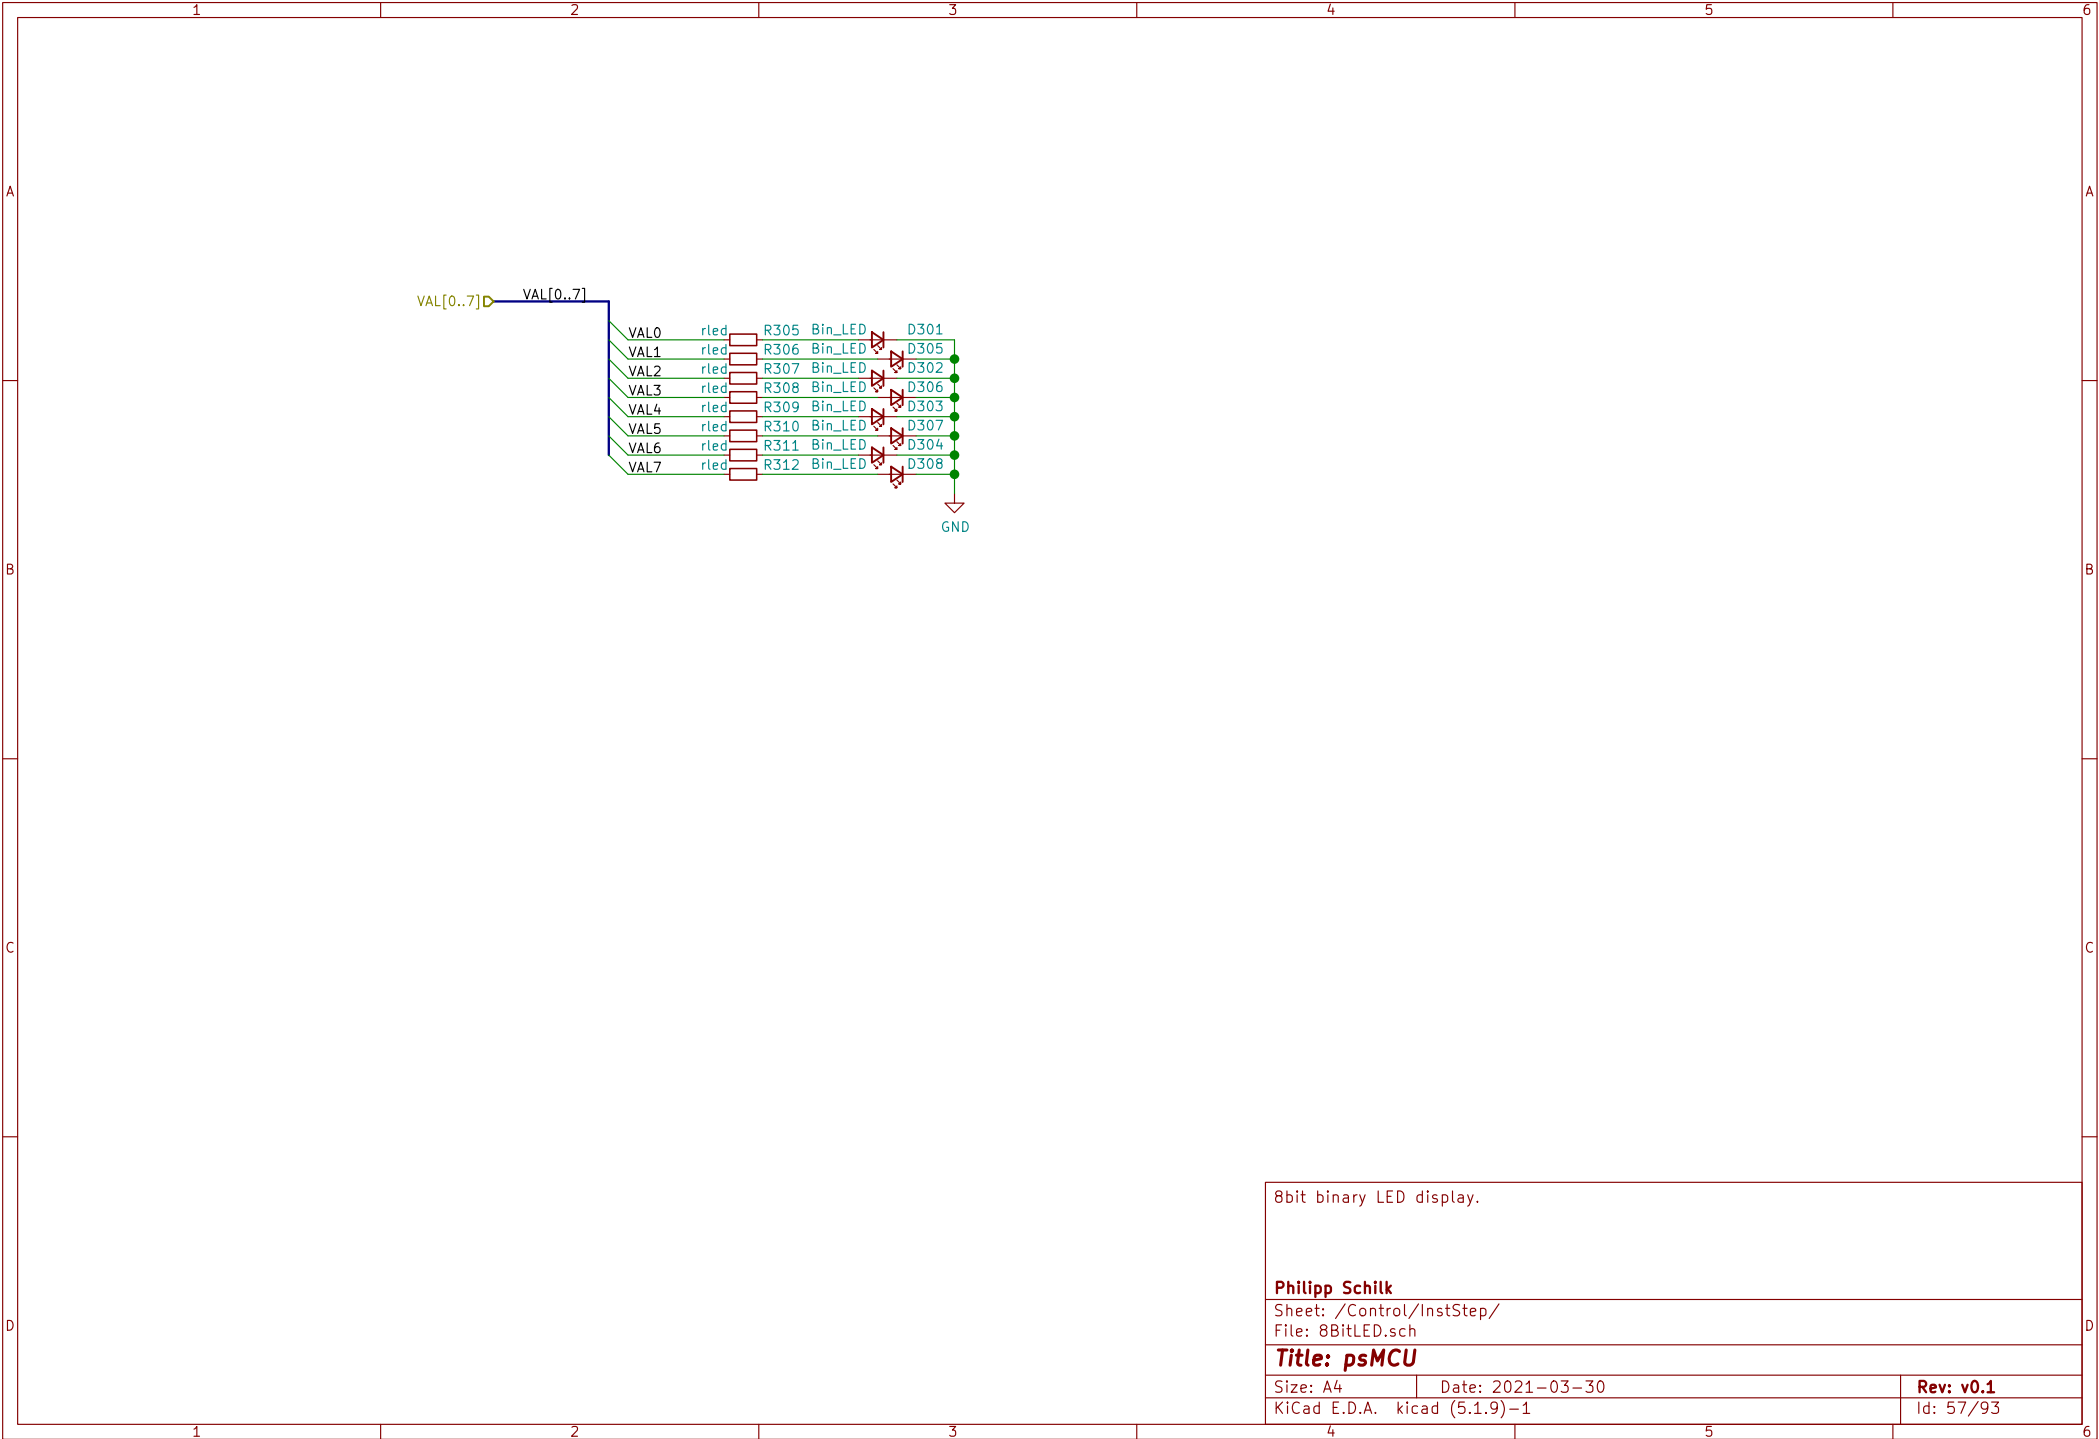 1 2 3 4 5 6
A A
VAL[0..7] VAL[0..7]
VAL0 rled R305 Bin_LED D301
VAL1 rled R306 Bin_LED D305
VAL2 rled R307 Bin_LED D302
VAL3 rled R308 Bin_LED D306
VAL4 rled R309 Bin_LED D303
VAL5 rled R310 Bin_LED D307
VAL6 rled R311 Bin_LED D304
VAL7 rled R312 Bin_LED D308
GND
B B
C C
8bit binary LED display.
Philipp Schilk
Sheet: /Control/InstStep/
File: 8BitLED.sch
D D
Title: psMCU
Size: A4 Date: 2021-03-30 Rev: v0.1
KiCad E.D.A. kicad (5.1.9)-1 Id: 57/93
1 2 3 4 5 6